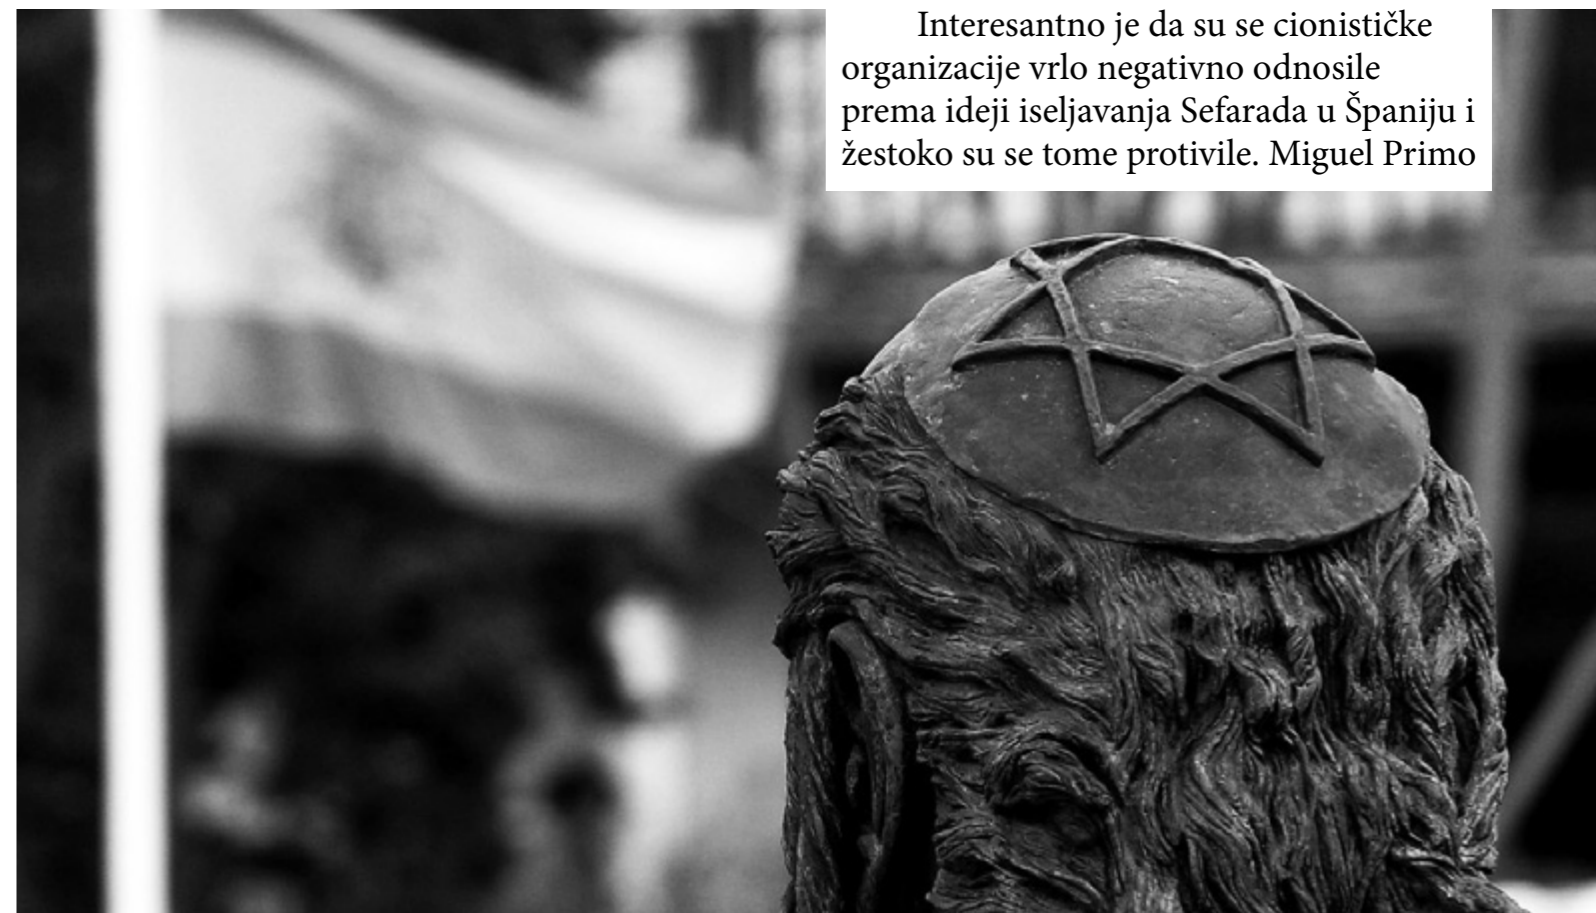 Interesantno je da su se cionističke
organizacije vrlo negativno odnosile
prema ideji iseljavanja Sefarada u Španiju i
žestoko su se tome protivile. Miguel Primo